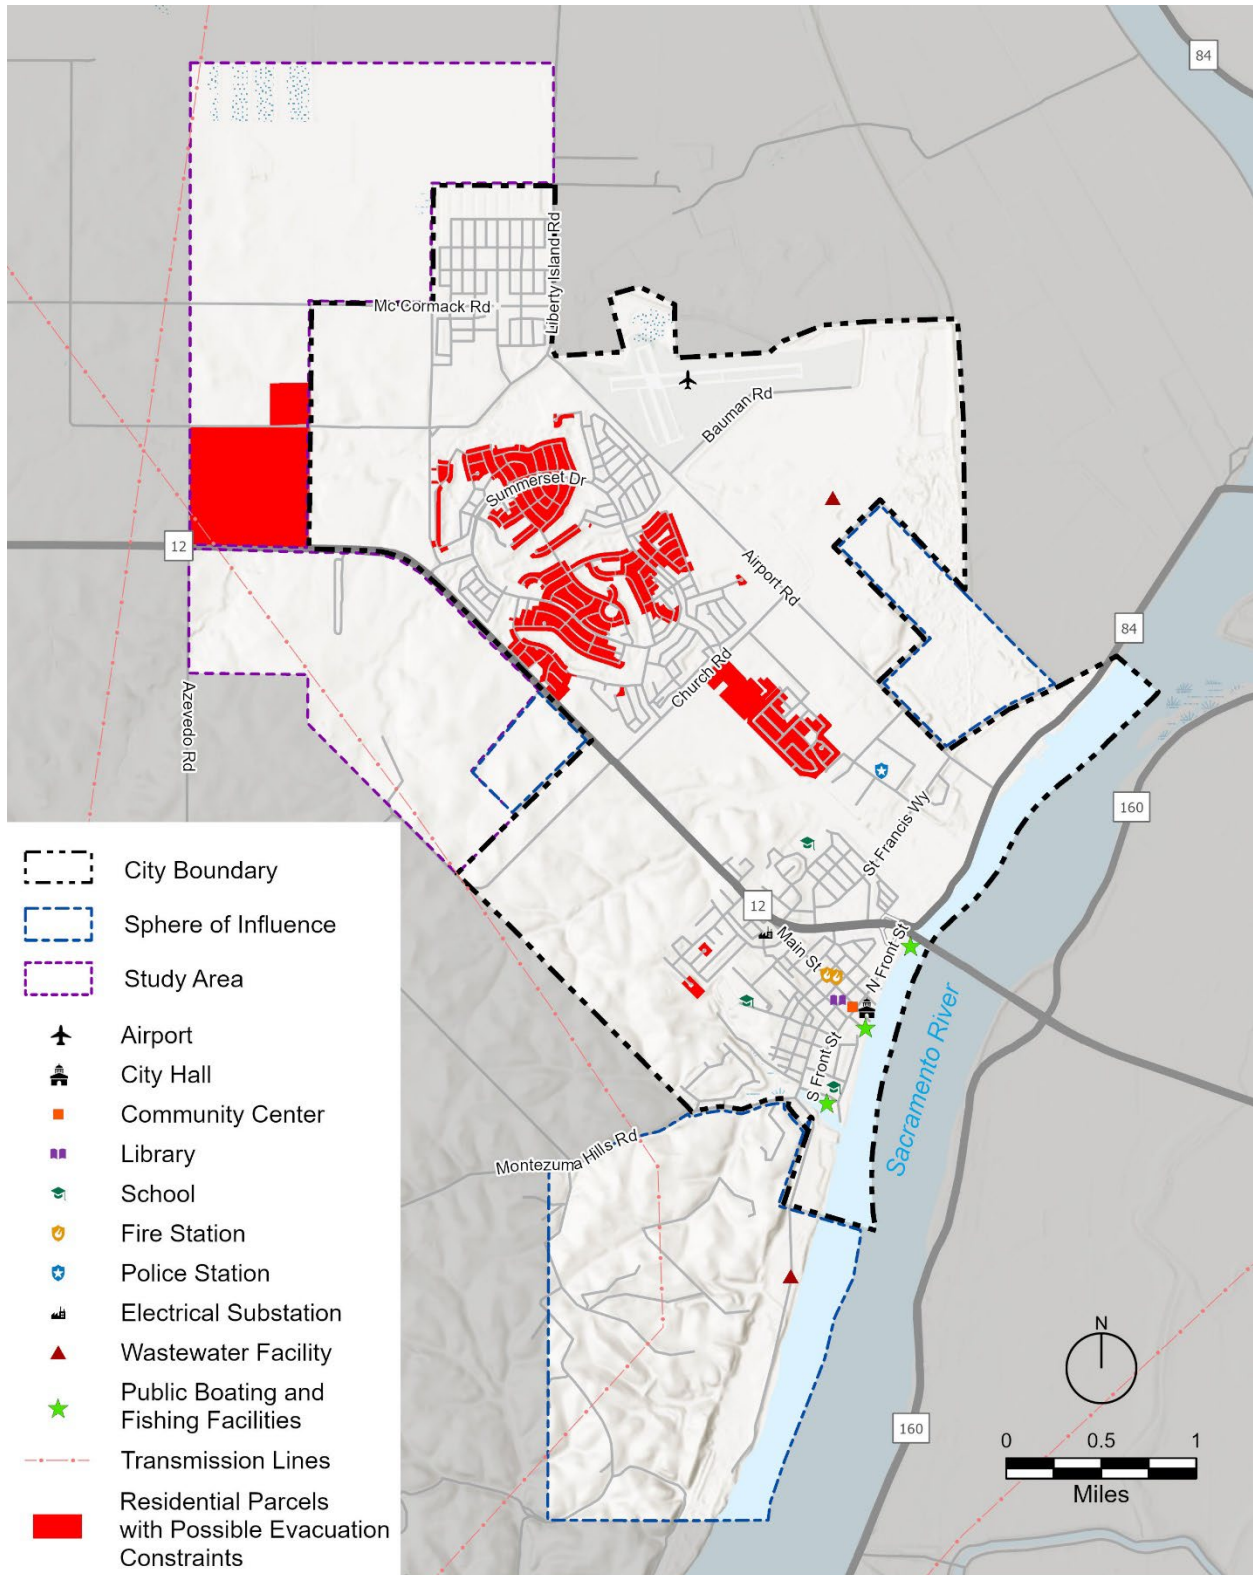 84
Liberty Island Rd
Mc Cormack Rd
Bauman Rd
Summerset Dr
12
Airport Rd
84
Church Rd
Azevedo Rd
160
St Francis Wy
12
Main St
N Front St
S Front St
Sacramento River
Montezuma Hills Rd
160
City Boundary
Sphere of Influence
Study Area
Airport
City Hall
Community Center
Library
School
Fire Station
Police Station
Electrical Substation
Wastewater Facility
Public Boating and
Fishing Facilities
Transmission Lines
Residential Parcels
with Possible Evacuation
Constraints
N
0 0.5 1
Miles